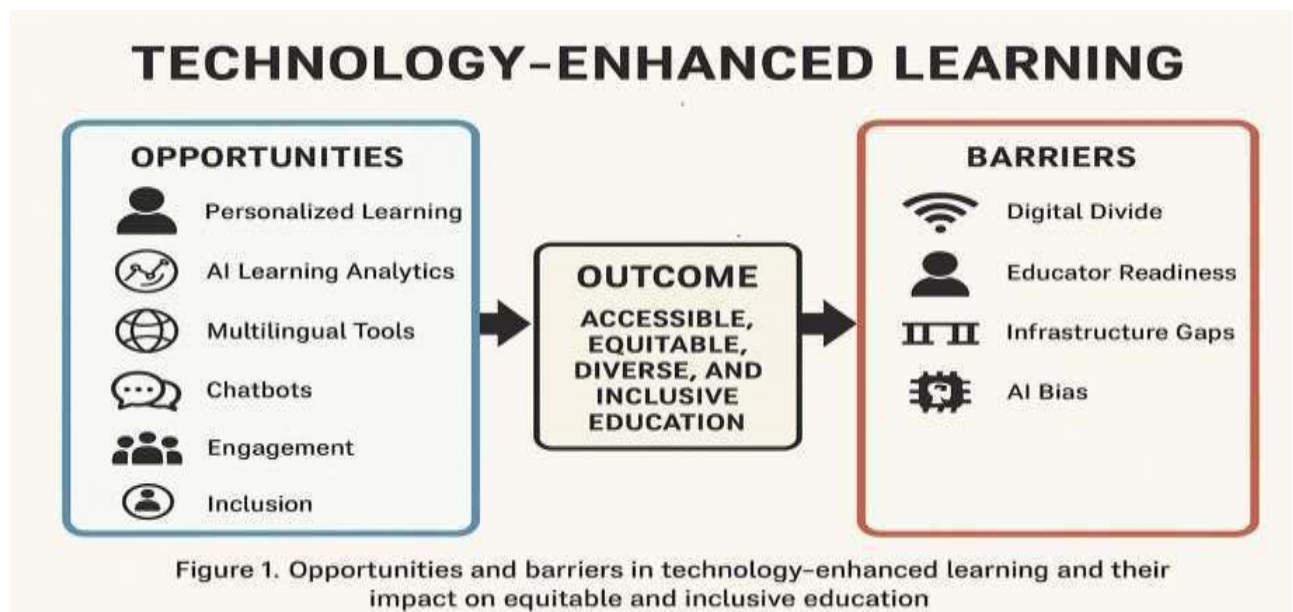 TECHNOLOGY-ENHANCED LEARNING
OPPORTUNITIES
Personalized Learning
AI Learning Analytics
Multilingual Tools
Chatbots
Engagement
Inclusion
OUTCOME
ACCESSIBLE,
EQUITABLE,
DIVERSE, AND
INCLUSIVE
EDUCATION
BARRIERS
Digital Divide
Educator Readiness
Infrastructure Gaps
AI Bias
Figure 1. Opportunities and barriers in technology-enhanced learning and their
impact on equitable and inclusive education